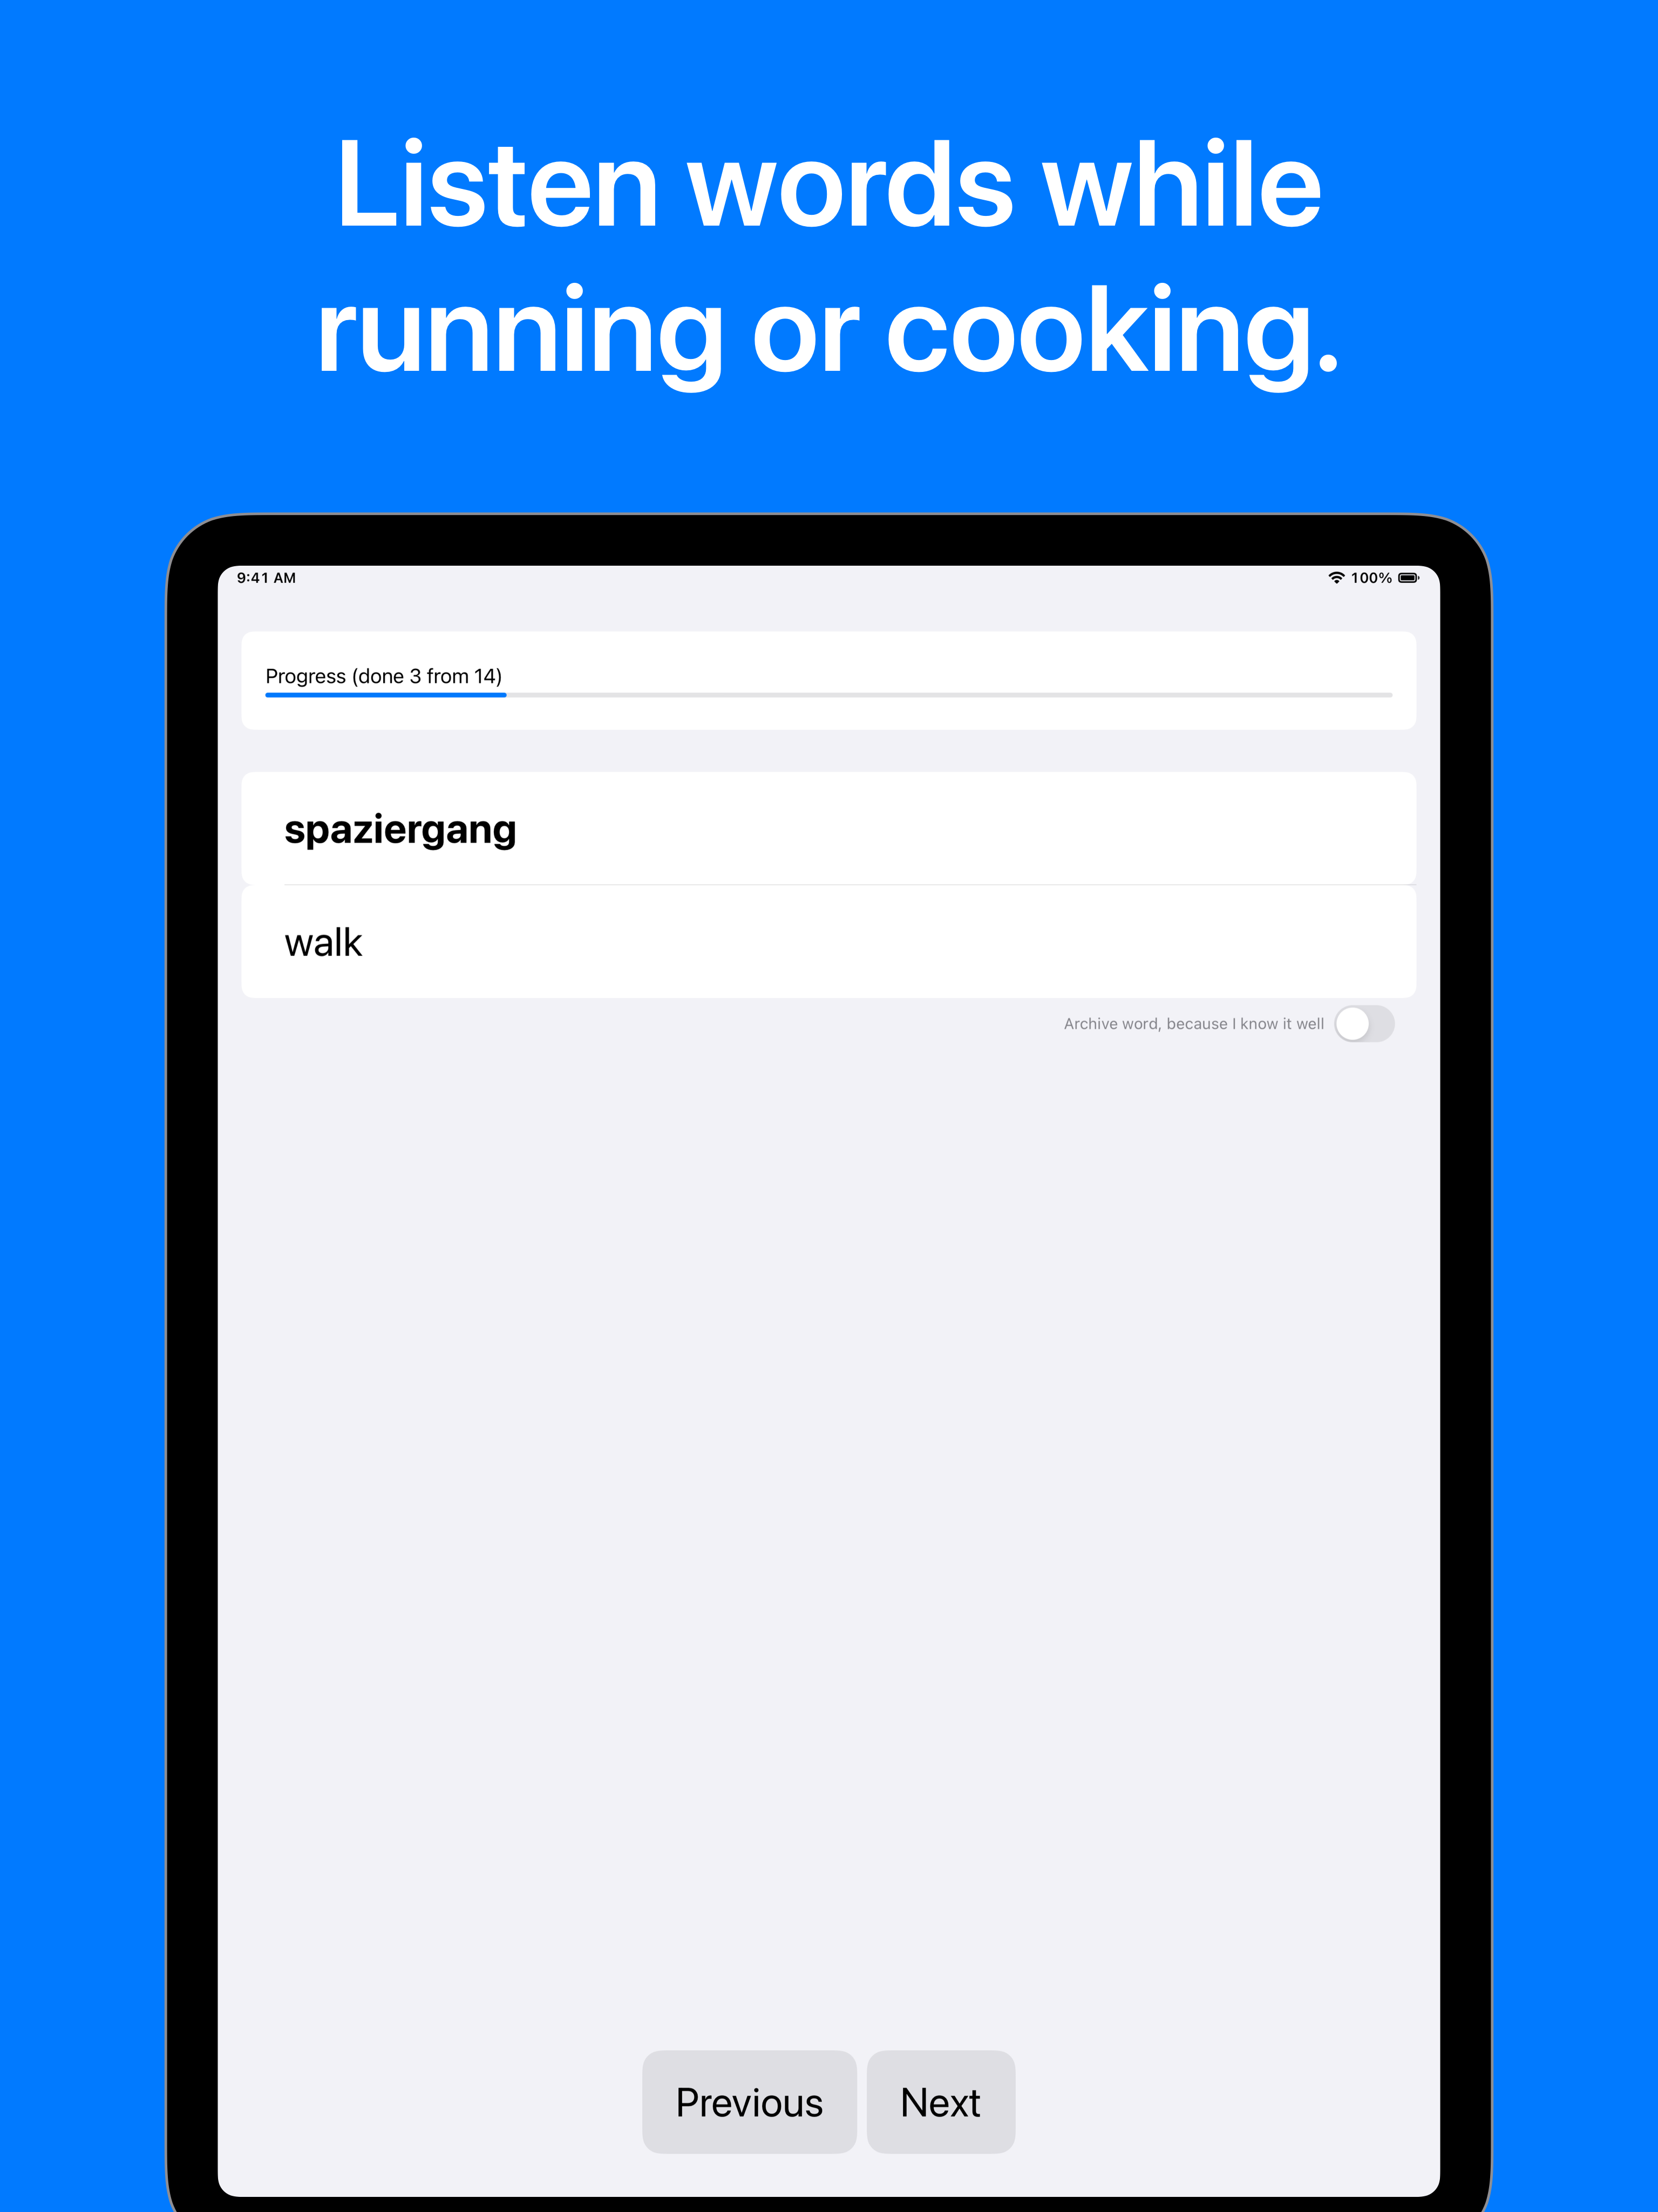 Listen words while
running or cooking.
9:41 AM
100%
Progress (done 3 from 14)
spaziergang
walk
Archive word, because I know it well
Previous
Next